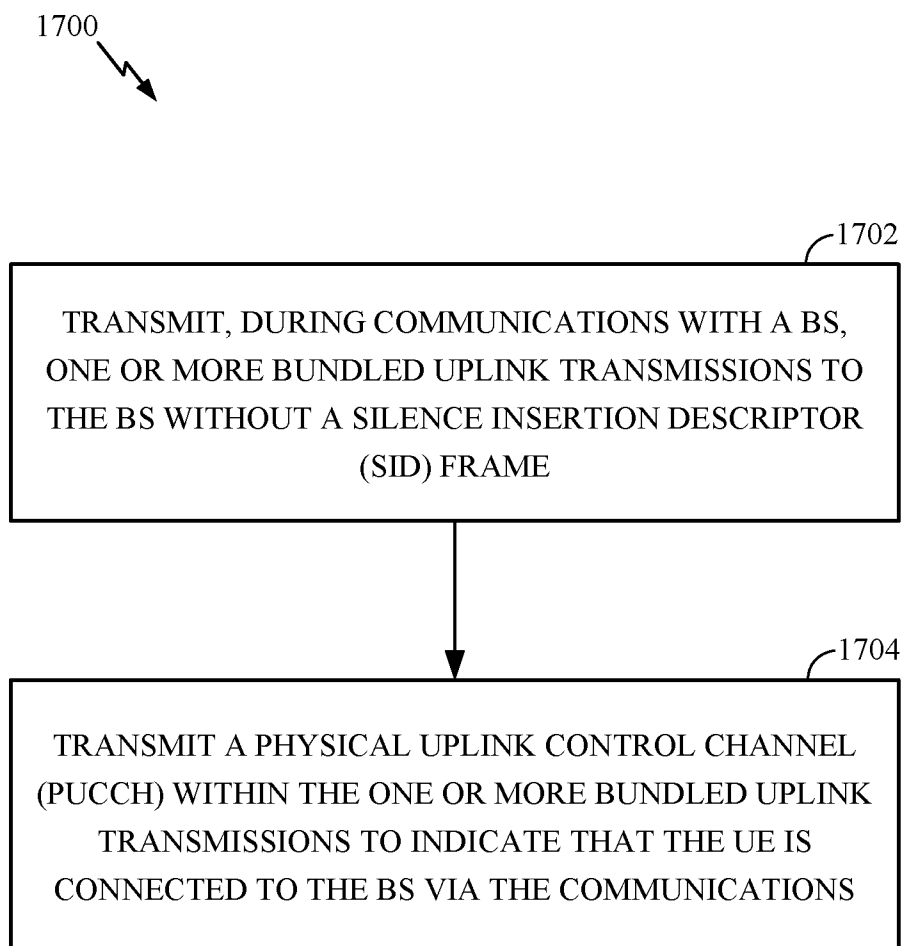 1700
1702
TRANSMIT, DURING COMMUNICATIONS WITH A BS,
ONE OR MORE BUNDLED UPLINK TRANSMISSIONS TO
THE BS WITHOUT A SILENCE INSERTION DESCRIPTOR
(SID) FRAME
1704
TRANSMIT A PHYSICAL UPLINK CONTROL CHANNEL
(PUCCH) WITHIN THE ONE OR MORE BUNDLED UPLINK
TRANSMISSIONS TO INDICATE THAT THE UE IS
CONNECTED TO THE BS VIA THE COMMUNICATIONS